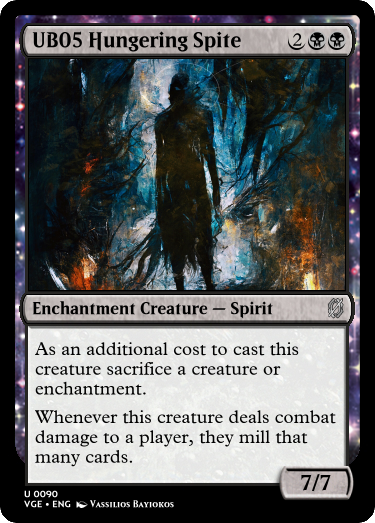 UB05 Hungering Spite 2
Enchantment Creature — Spirit
As an additional cost to cast this
creature sacrifice a creature or
enchantment.
Whenever this creature deals combat
damage to a player, they mill that
many cards.
7/7
U 0090
VGE • ENG Vassilios Bayiokos